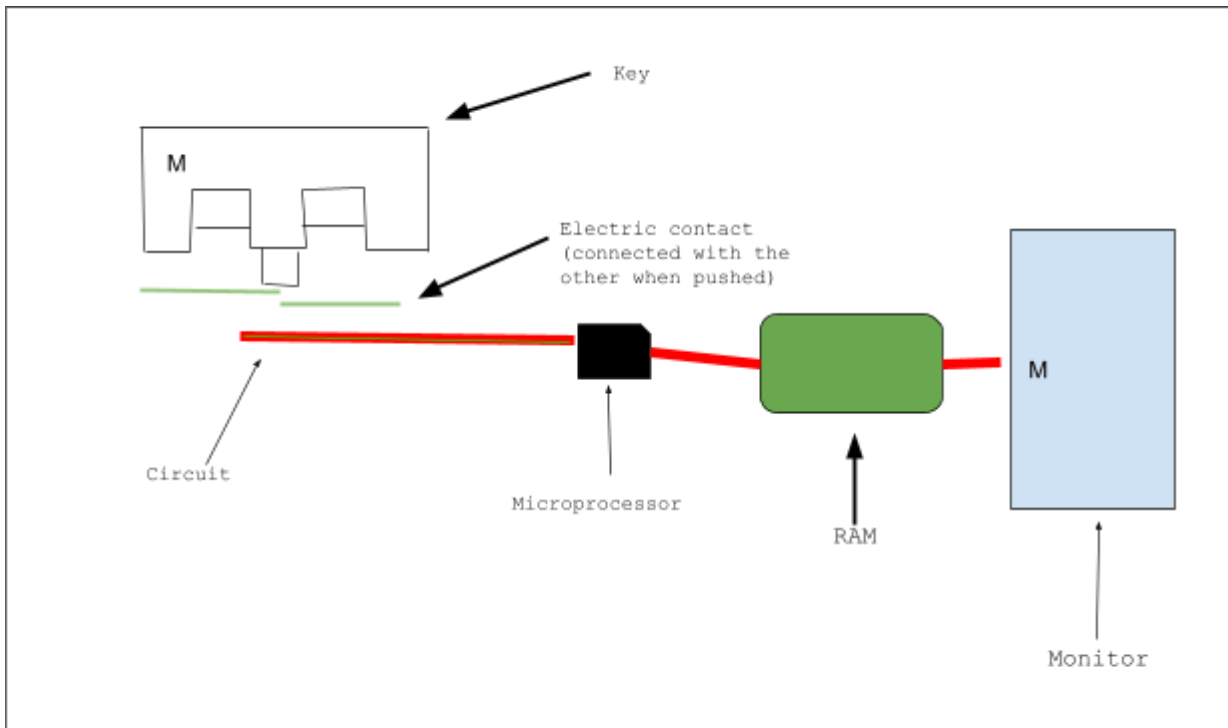 Key
M
Electric contact
(connected with the
other when pushed)
M
Circuit
Microprocessor
RAM
Monitor